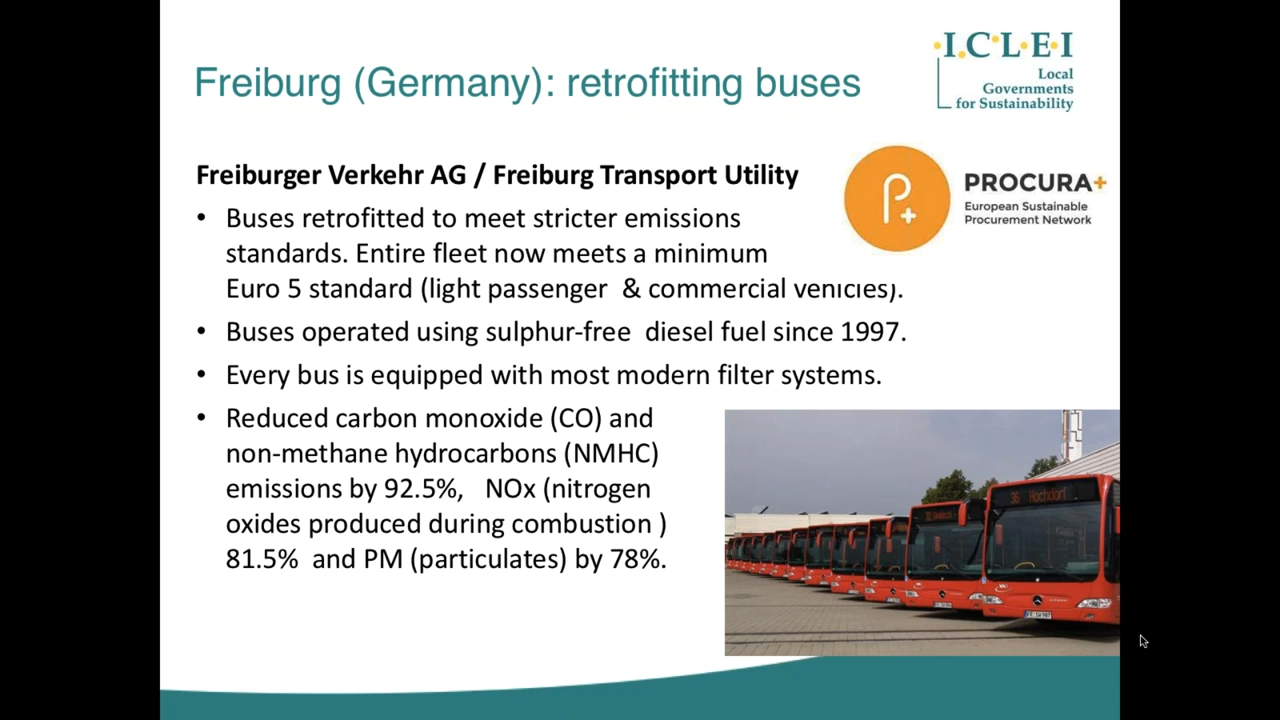 I.C.L.E.I
Local
Governments
for Sustainability
Freiburg (Germany): retrofitting buses
Freiburger Verkehr AG / Freiburg Transport Utility
PROCURA+
European Sustainable
Procurement Network
• Buses retrofitted to meet stricter emissions
standards. Entire fleet now meets a minimum
Euro 5 standard (light passenger & commercial vehicles).
• Buses operated using sulphur-free diesel fuel since 1997.
• Every bus is equipped with most modern filter systems.
• Reduced carbon monoxide (CO) and
non-methane hydrocarbons (NMHC)
emissions by 92.5%, NOx (nitrogen
oxides produced during combustion )
81.5% and PM (particulates) by 78%.
36 Hochdorf